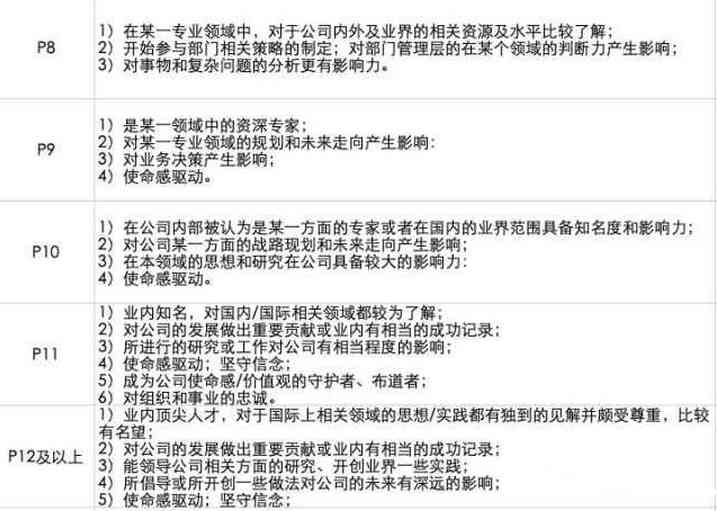 P8
1）在某一专业领域中，对于公司内外及业界的相关资源及水平比较了解；
2）开始参与部门相关策略的制定；对部门管理层的在某个领域的判断力产生影响；
3）对事物和复杂问题的分析更有影响力。
P9
1）是某一领域中的资深专家；
2）对某一专业领域的规划和未来走向产生影响：
3）对业务决策产生影响；
4）使命感驱动。
P10
1）在公司内部被认为是某一方面的专家或者在国内的业界范围具备知名度和影响力；
2）对公司某一方面的战路现划和未来走向产生影响；
3）在本领域的思想和研究在公司具备较大的影响力：
4）使命感驱动。
P11
1）业内知名，对国内/国际相关领域都较为了解；
2）对公司的发展做出重要贡献或业内有相当的成功记录；
3）所进行的研究或工作对公司有相当程度的影响；
4）使命感驱动；坚守信念；
5）成为公司使命感/价值观的守护者、布道者；
6）对组织和事业的忠诚。
P12及以上
1）业内顶尖人才，对于国际上相关领域的思想/实践都有独到的见解并颇受尊重，比较
有名望；
2）对公司的发展做出重要贡献或业内有相当的成功记录；
3）能领导公司相关方面的研究、开创业界一些实践；
4）所倡导或所开创一些做法对公司的未来有深远的影响；
5）使命感驱动；坚守信念；